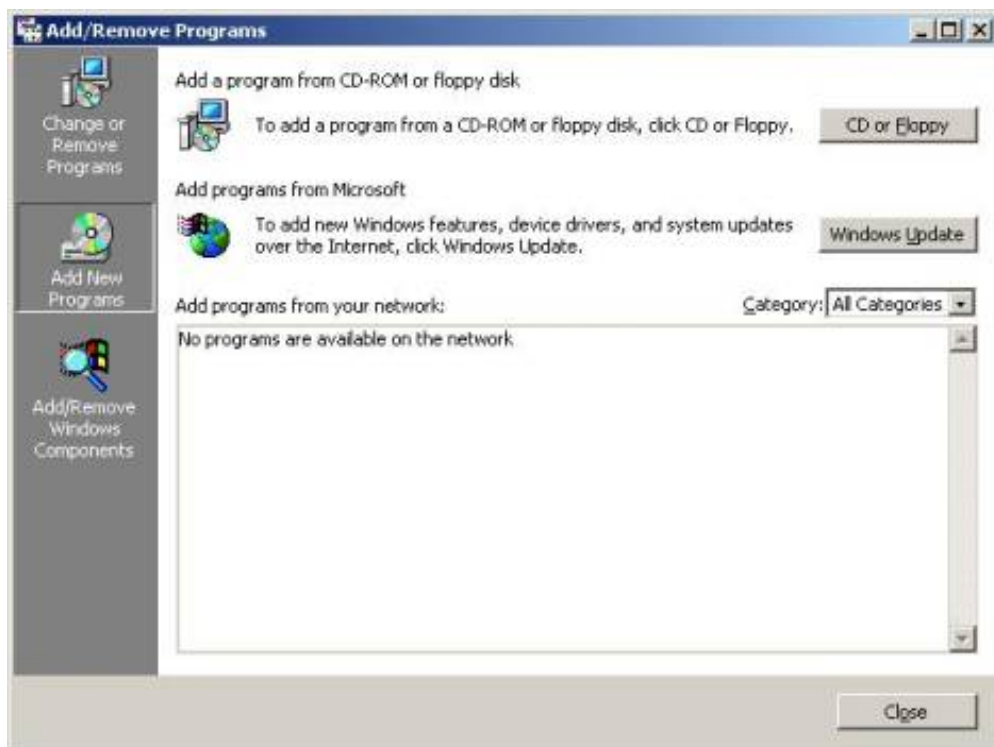 Add/Remove Programs
Change or
Remove
Programs
Add New
Programs
Add/Remove
Windows
Components
Add a program from CD-ROM or floppy disk
To add a program from a CD-ROM or floppy disk, click CD or Floppy.
CD or Floppy
Add programs from Microsoft
To add new Windows features, device drivers, and system updates
over the Internet, click Windows Update.
Windows Update
Add programs from your network:
Category: All Categories
No programs are available on the network
Close